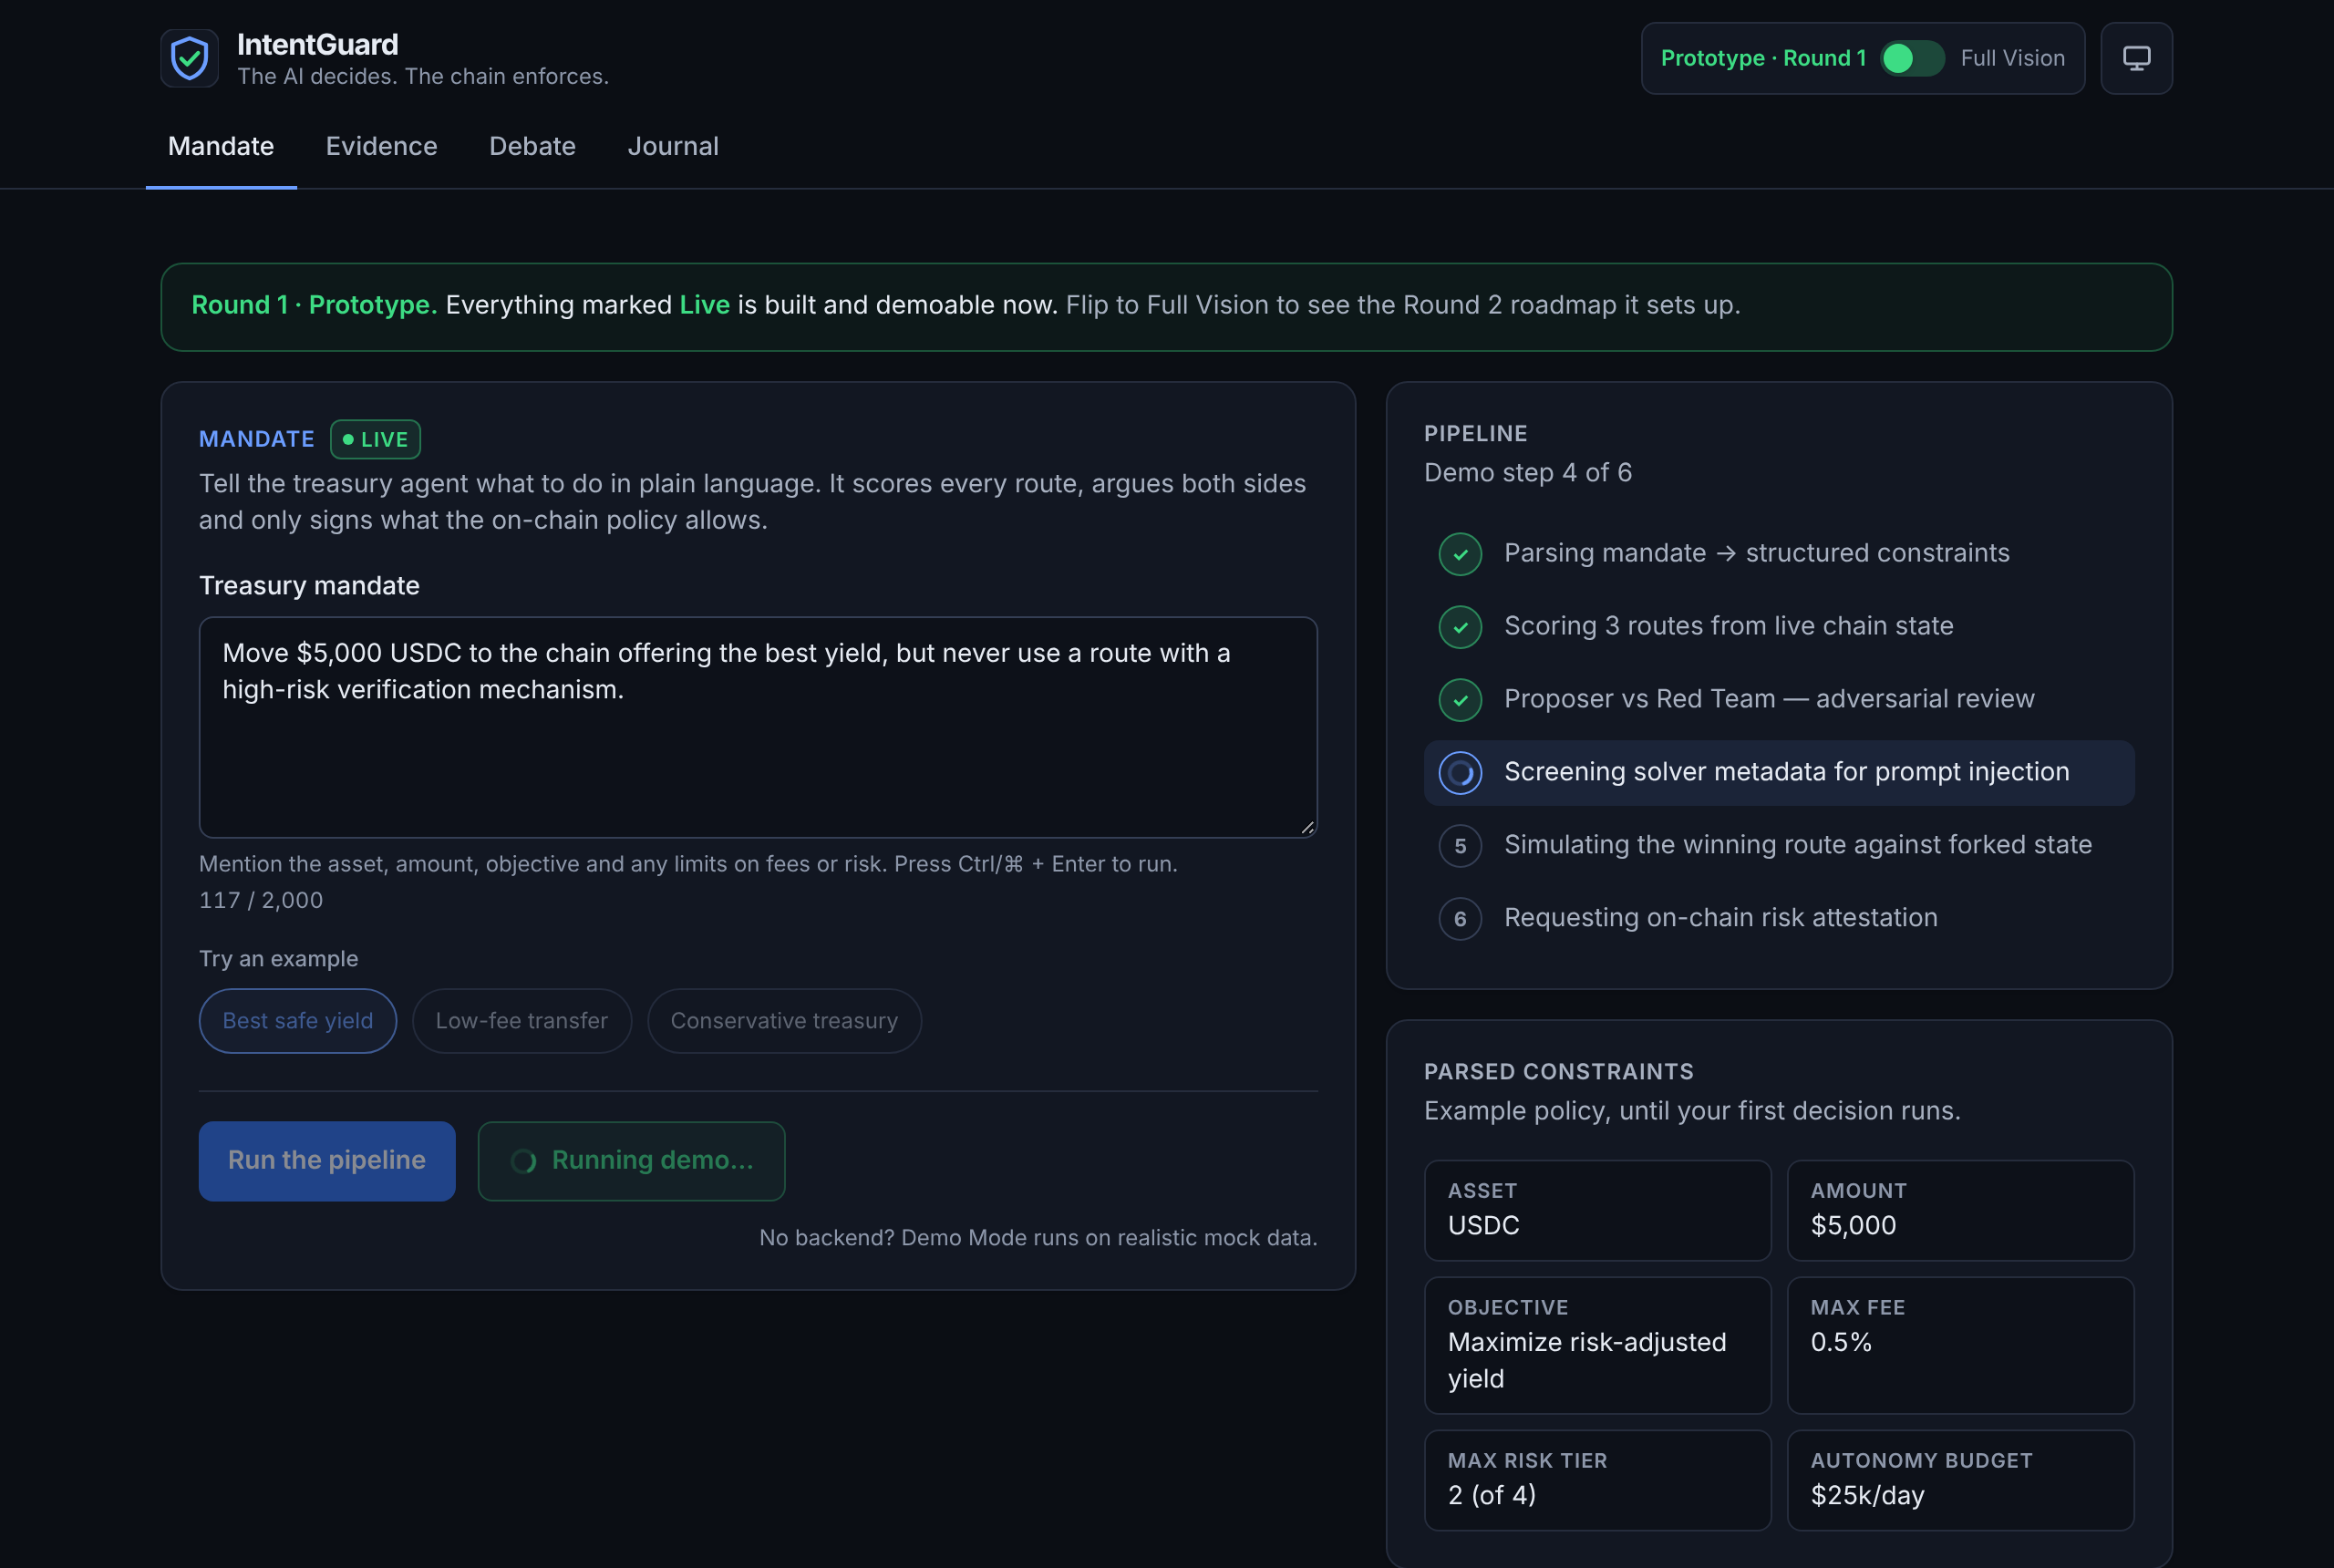 IntentGuard
The AI decides. The chain enforces.
Prototype · Round 1
Full Vision
Mandate
Evidence
Debate
Journal
Round 1 · Prototype. Everything marked Live is built and demoable now. Flip to Full Vision to see the Round 2 roadmap it sets up.
MANDATE
LIVE
Tell the treasury agent what to do in plain language. It scores every route, argues both sides
and only signs what the on-chain policy allows.
Treasury mandate
Move $5,000 USDC to the chain offering the best yield, but never use a route with a
high-risk verification mechanism.
Mention the asset, amount, objective and any limits on fees or risk. Press Ctrl/⌘ + Enter to run.
117 / 2,000
Try an example
Best safe yield
Low-fee transfer
Conservative treasury
Run the pipeline
Running demo...
No backend? Demo Mode runs on realistic mock data.
PIPELINE
Demo step 4 of 6
Parsing mandate → structured constraints
Scoring 3 routes from live chain state
Proposer vs Red Team — adversarial review
Screening solver metadata for prompt injection
5 Simulating the winning route against forked state
6 Requesting on-chain risk attestation
PARSED CONSTRAINTS
Example policy, until your first decision runs.
ASSET
USDC
AMOUNT
$5,000
OBJECTIVE
Maximize risk-adjusted
yield
MAX FEE
0.5%
MAX RISK TIER
2 (of 4)
AUTONOMY BUDGET
$25k/day